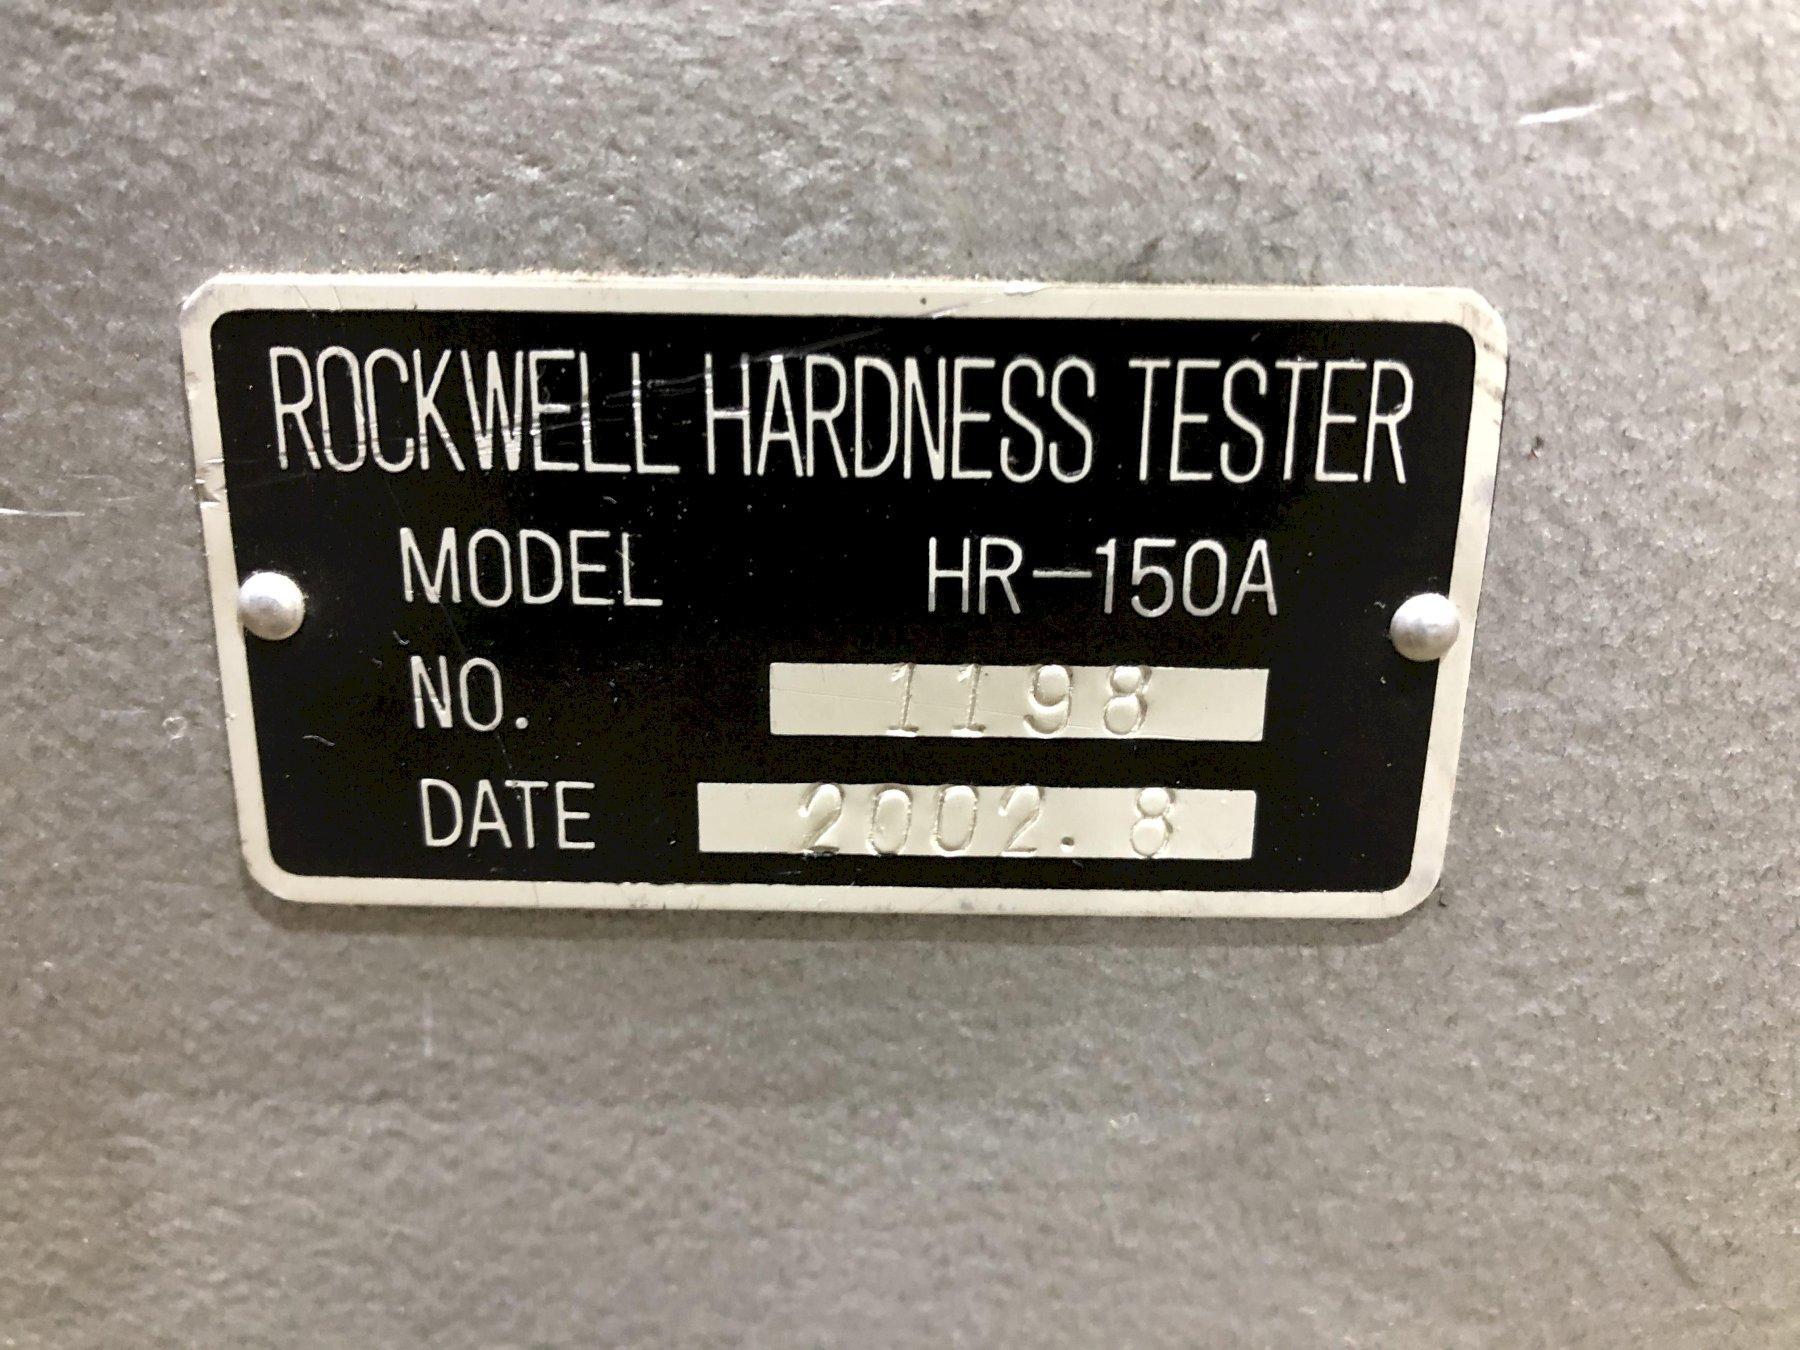 ROCKWELL HARDNESS TESTER
MODEL HR-150A
NO. 1198
DATE 2002.8